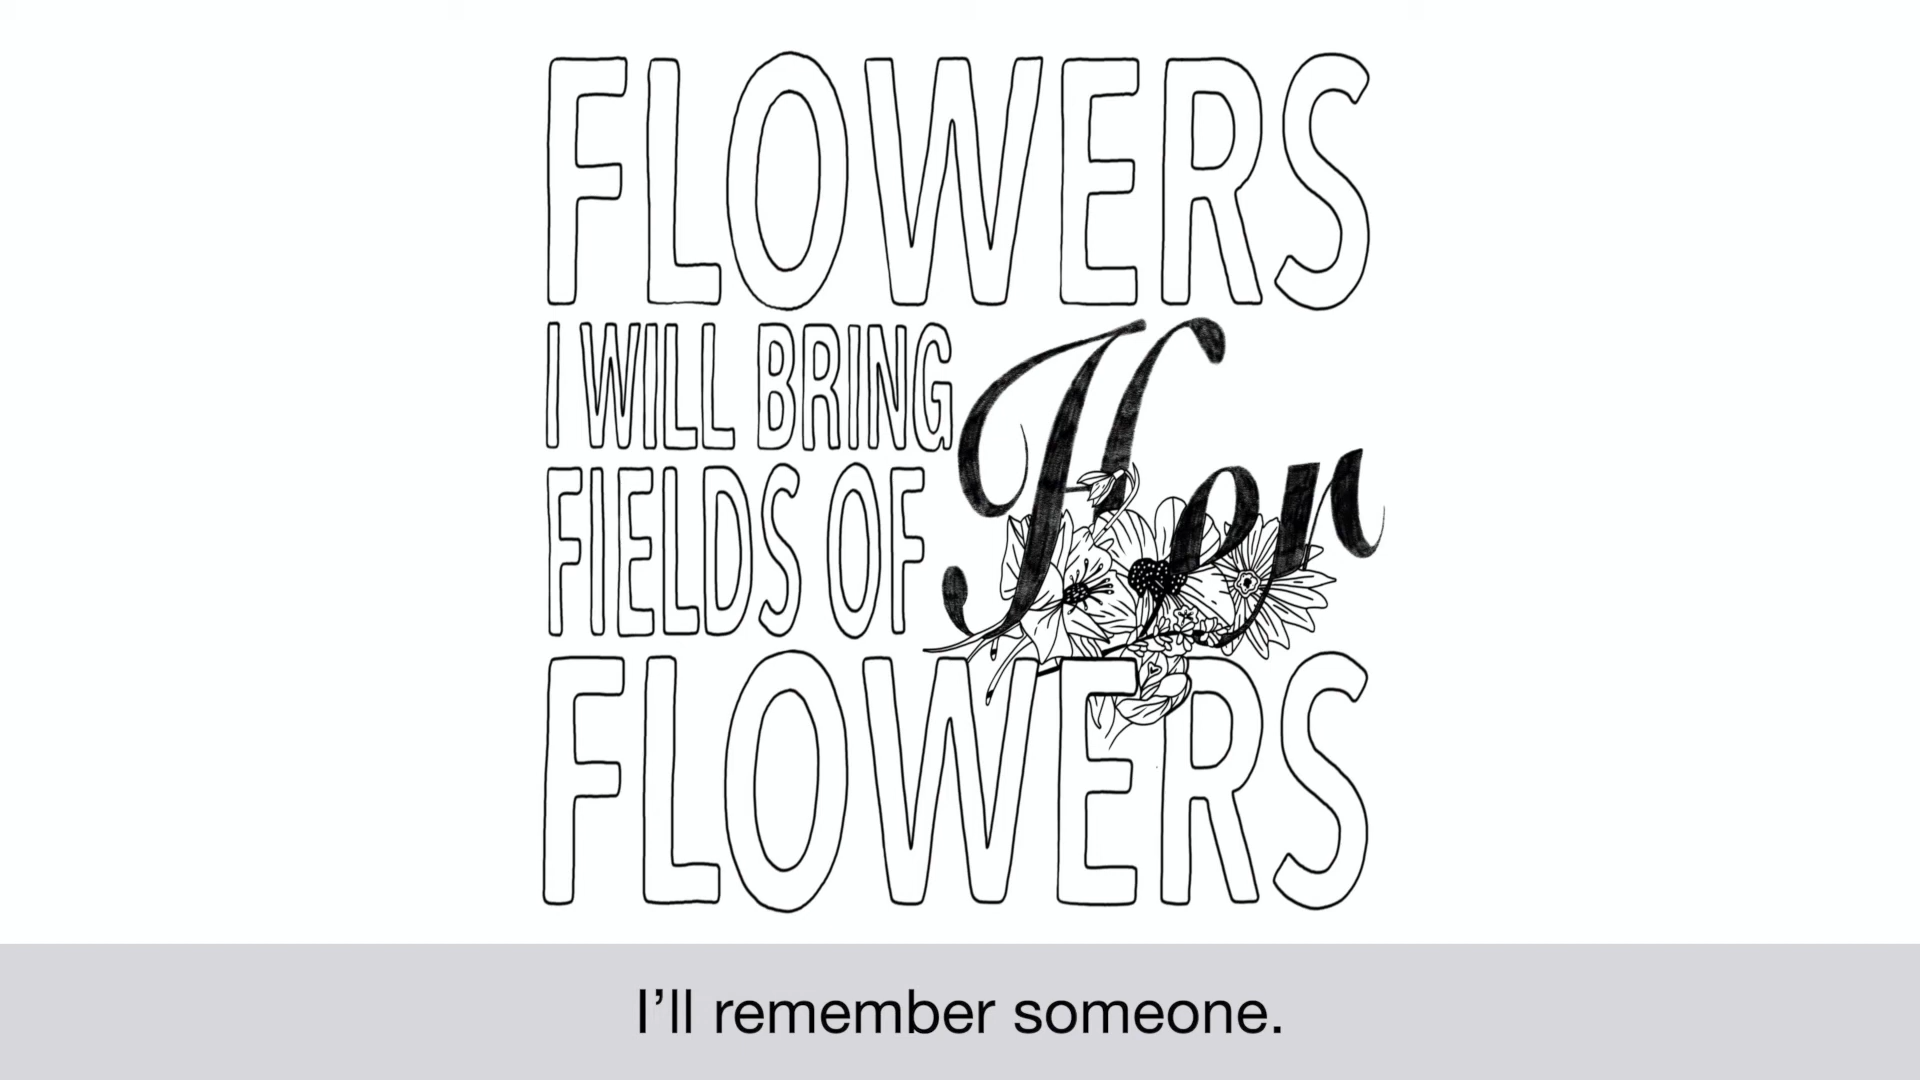 FLOWERS
I WILL BRING Her
FIELDS OF
FLOWERS
I’ll remember someone.